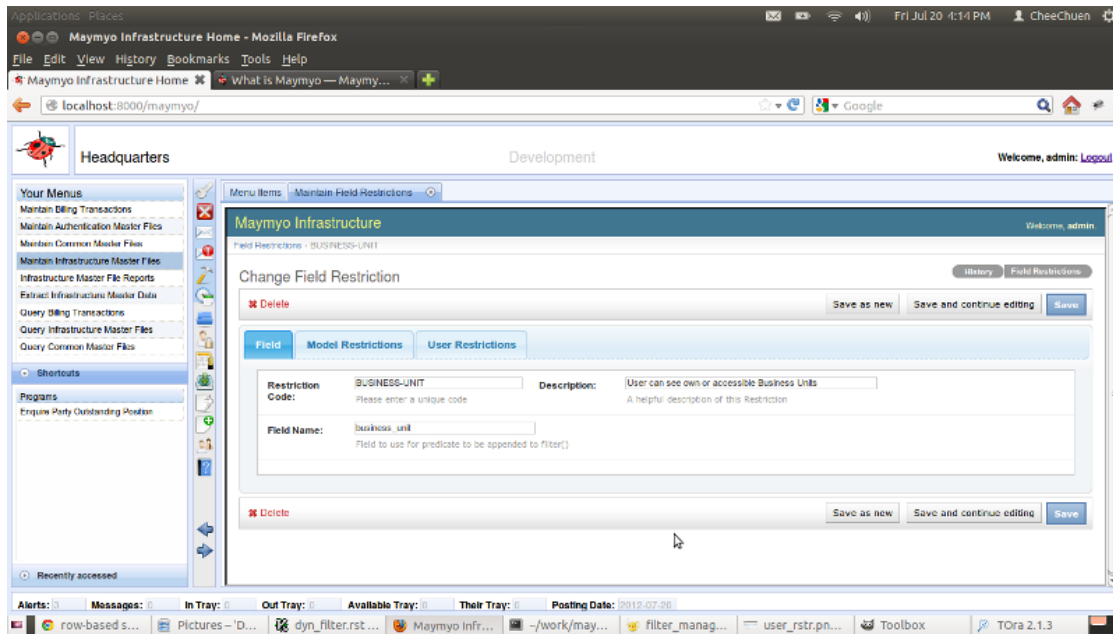 Applications Places Fri Jul 20 4:14 PM CheeChuen
Maymyo Infrastructure Home - Mozilla Firefox
File Edit View History Bookmarks Tools Help
Maymyo Infrastructure Home What is Maymyo — Maymy...
localhost:8000/maymyo/ Google
Headquarters Development Welcome, admin: Logout
Your Menus
Maintain Billing Transactions
Maintain Authentication Master Files
Maintain Common Master Files
Maintain Infrastructure Master Files
Infrastructure Master File Reports
Extract Infrastructure Master Data
Query Billing Transactions
Query Infrastructure Master Files
Query Common Master Files
Shortcuts
Programs
Enquire Party Outstanding Position
Recently accessed
Menu Items Maintain Field Restrictions
Maymyo Infrastructure Welcome, admin.
Field Restrictions › BUSINESS-UNIT
Change Field Restriction History Field Restrictions
Delete Save as new Save and continue editing Save
Field Model Restrictions User Restrictions
Restriction Code: BUSINESS-UNIT
Please enter a unique code
Description: User can see own or accessible Business Units
A helpful description of this Restriction
Field Name: business_unit
Field to use for predicate to be appended to filter()
Delete Save as new Save and continue editing Save
Alerts: 3 Messages: 0 In Tray: 0 Out Tray: 0 Available Tray: 0 Their Tray: 0 Posting Date: 2012-07-26
row-based s... Pictures – 'D... dyn_filter.rst ... Maymyo Infr... ~/work/may... filter_manag... user_rstr.pn... Toolbox TOra 2.1.3